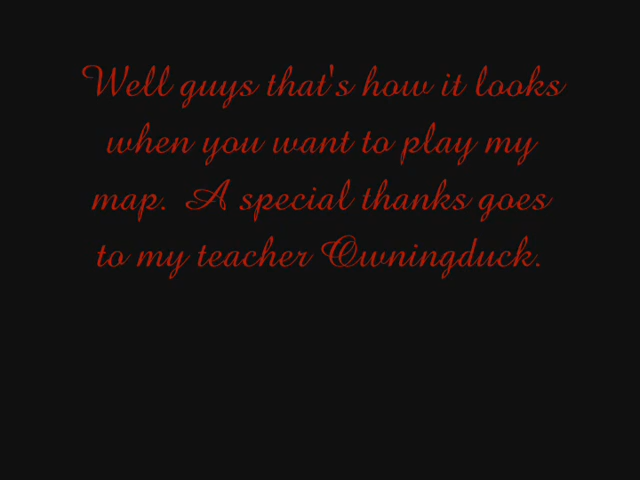 Well guys that's how it looks
when you want to play my
map. A special thanks goes
to my teacher Owningduck.